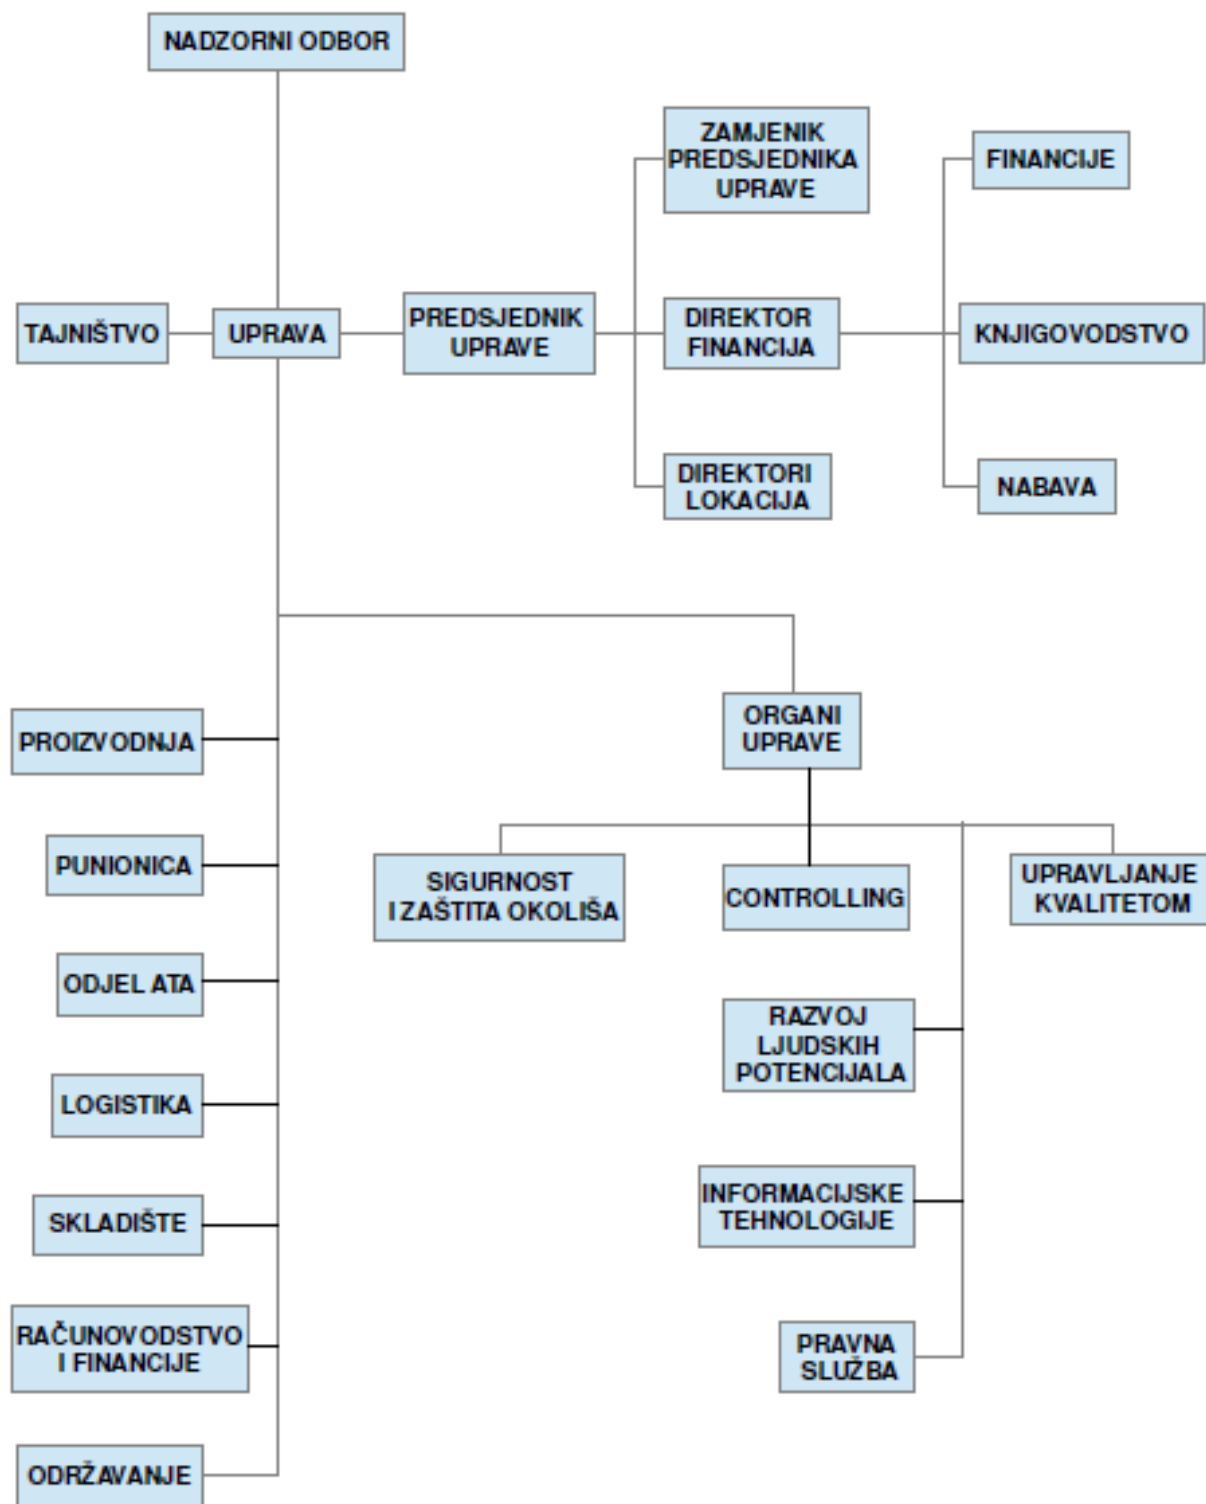 NADZORNI ODBOR
ZAMJENIK
PREDSJEDNIKA
UPRAVE
FINANCIJE
TAJNIŠTVO
UPRAVA
PREDSJEDNIK
UPRAVE
DIREKTOR
FINANCIJA
KNJIGOVODSTVO
DIREKTORI
LOKACIJA
NABAVA
ORGANI
UPRAVE
PROIZVODNJA
PUNIONICA
SIGURNOST
I ZAŠTITA OKOLIŠA
CONTROLLING
UPRAVLJANJE
KVALITETOM
ODJEL ATA
RAZVOJ
LJUDSKIH
POTENCIJALA
LOGISTIKA
SKLADIŠTE
INFORMACIJSKE
TEHNOLOGIJE
RAČUNOVODSTVO
I FINANCIJE
PRAVNA
SLUŽBA
ODRŽAVANJE